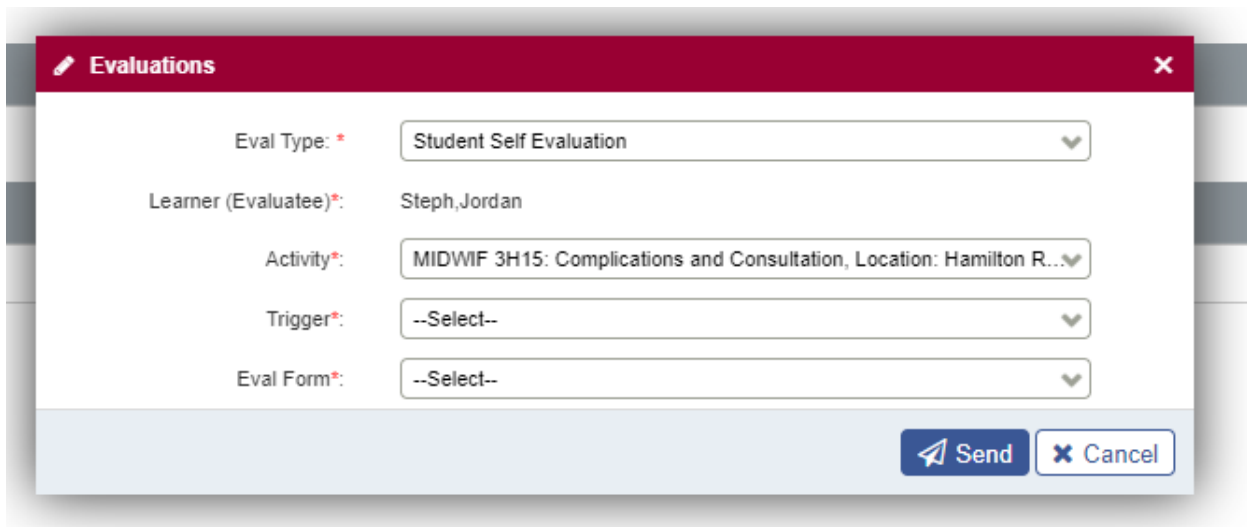 Evaluations
Eval Type: * Student Self Evaluation
Learner (Evaluatee)*: Steph,Jordan
Activity*: MIDWIF 3H15: Complications and Consultation, Location: Hamilton R...
Trigger*: --Select--
Eval Form*: --Select--
Send Cancel